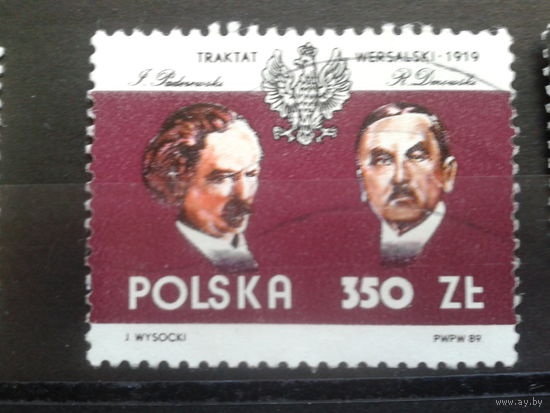 TRAKTAT WERSALSKI - 1919
I. Paderewski R. Dmowski
POLSKA 350 ZŁ
J. WYSOCKI PWPW 89.
www.ay.by